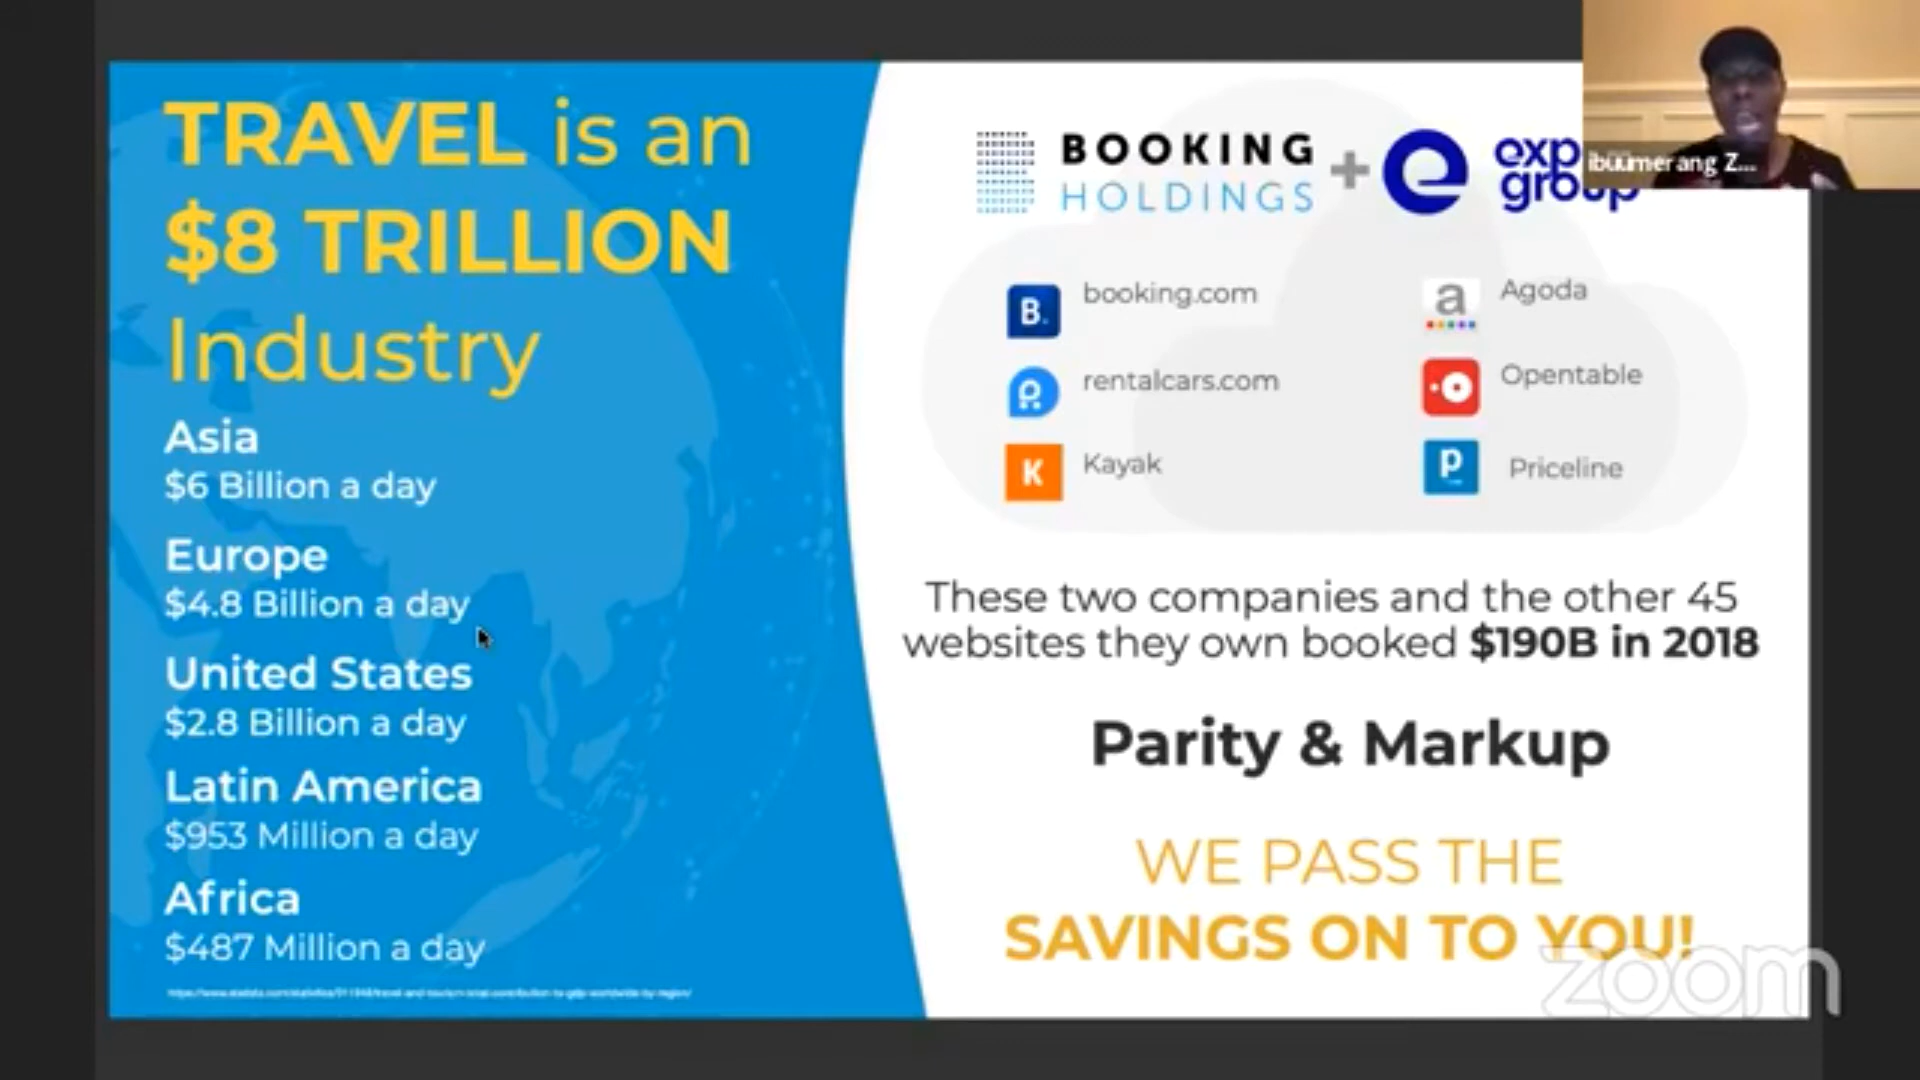 TRAVEL is an
$8 TRILLION
Industry
Asia
$6 Billion a day
Europe
$4.8 Billion a day
United States
$2.8 Billion a day
Latin America
$953 Million a day
Africa
$487 Million a day
BOOKING
HOLDINGS
+
e
exp
group
ibuumerang Z...
B.
booking.com
a
Agoda
rentalcars.com
Opentable
K
Kayak
p
Priceline
These two companies and the other 45
websites they own booked $190B in 2018
Parity & Markup
WE PASS THE
SAVINGS ON TO YOU!
zoom